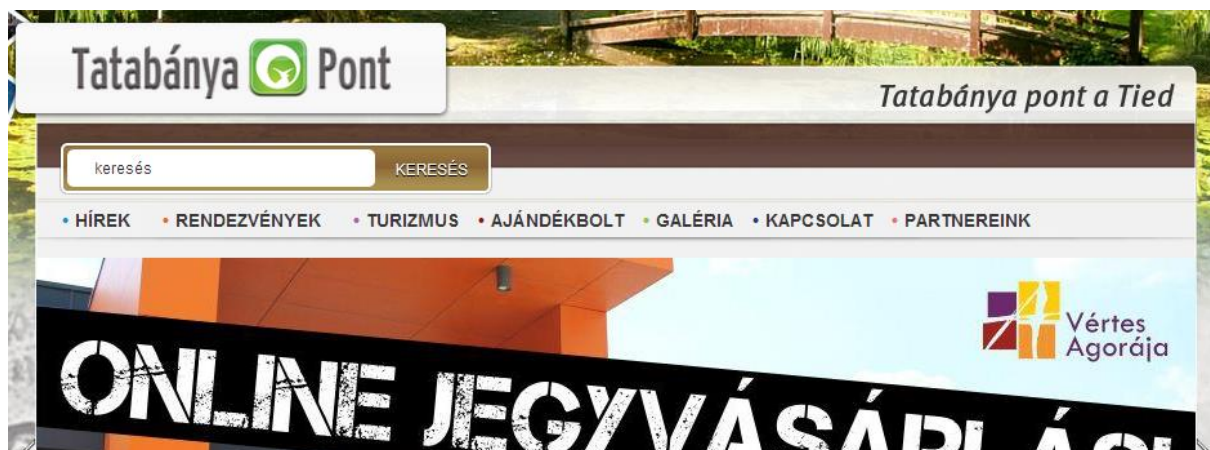 Tatabánya Pont
Tatabánya pont a Tied
keresés KERESÉS
• HÍREK • RENDEZVÉNYEK • TURIZMUS • AJÁNDÉKBOLT • GALÉRIA • KAPCSOLAT • PARTNEREINK
Vértes
Agorája
ONLINE JEGYVÁSÁRLÁS!